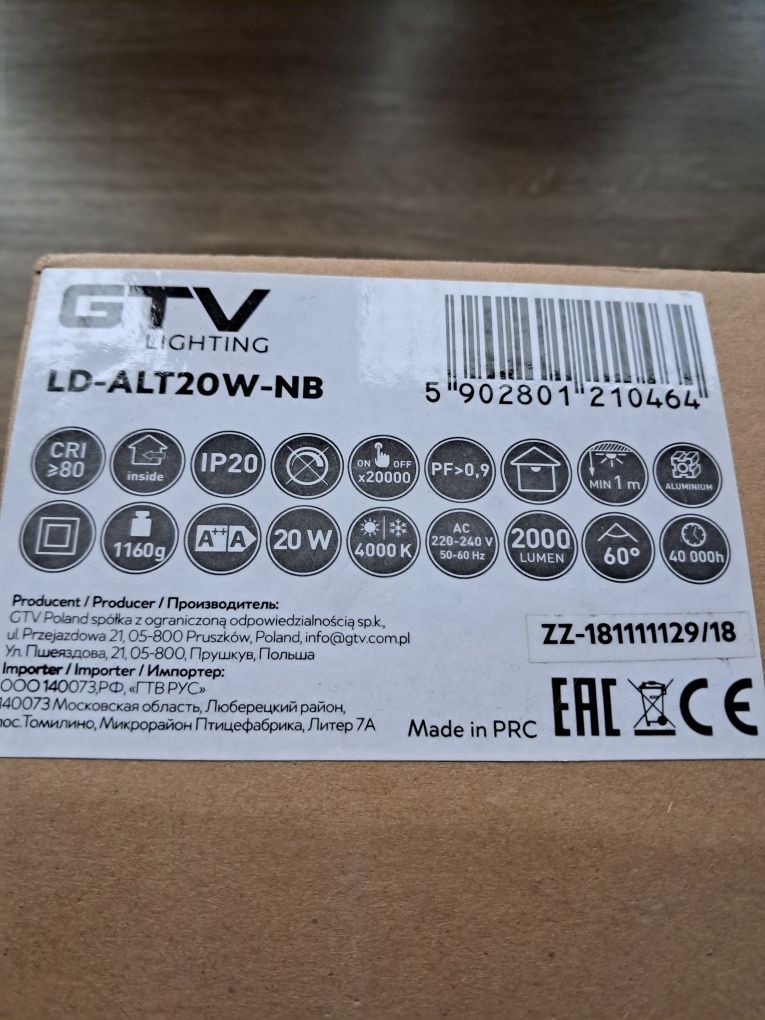 GTV
LIGHTING
LD-ALT20W-NB
5 902801 210464
CRI
≥80
inside
IP20
ON OFF
x20000
PF>0,9
MIN 1 m
ALUMINIUM
1160g
A++ A
20 W
4000 K
AC
220-240 V
50-60 Hz
2000
LUMEN
60°
40 000h
Producent / Producer / Производитель:
GTV Poland spółka z ograniczoną odpowiedzialnością sp.k.,
ul. Przejazdowa 21, 05-800 Pruszków, Poland, info@gtv.com.pl
Ул. Пшеяздова, 21, 05-800, Прушкув, Польша
Importer / Importer / Импортер:
ООО 140073,РФ, «ГТВ РУС»
140073 Московская область, Люберецкий район,
пос.Томилино, Микрорайон Птицефабрика, Литер 7А
ZZ-181111129/18
Made in PRC
EAC
CE